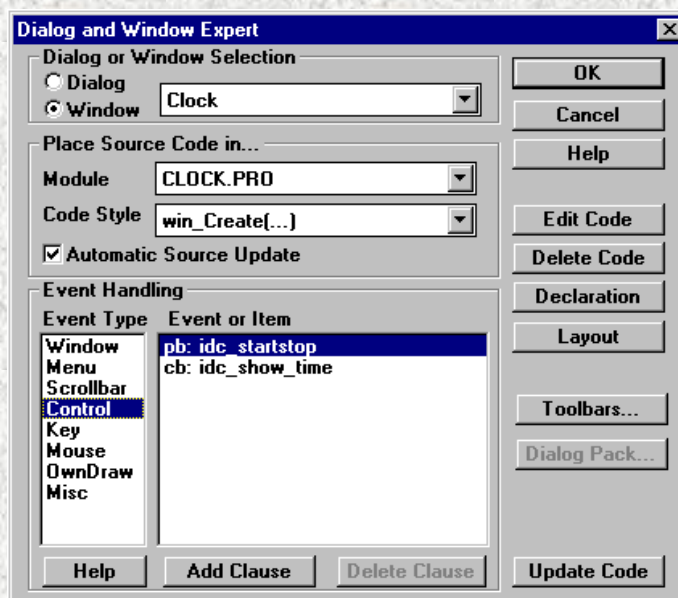 Dialog and Window Expert
Dialog or Window Selection
Dialog
Window
Clock
OK
Cancel
Help
Place Source Code in...
Module
CLOCK.PRO
Code Style
win_Create(...)
Automatic Source Update
Edit Code
Delete Code
Declaration
Layout
Event Handling
Event Type
Event or Item
Window
Menu
Scrollbar
Control
Key
Mouse
OwnDraw
Misc
pb: idc_startstop
cb: idc_show_time
Toolbars...
Dialog Pack...
Help
Add Clause
Delete Clause
Update Code